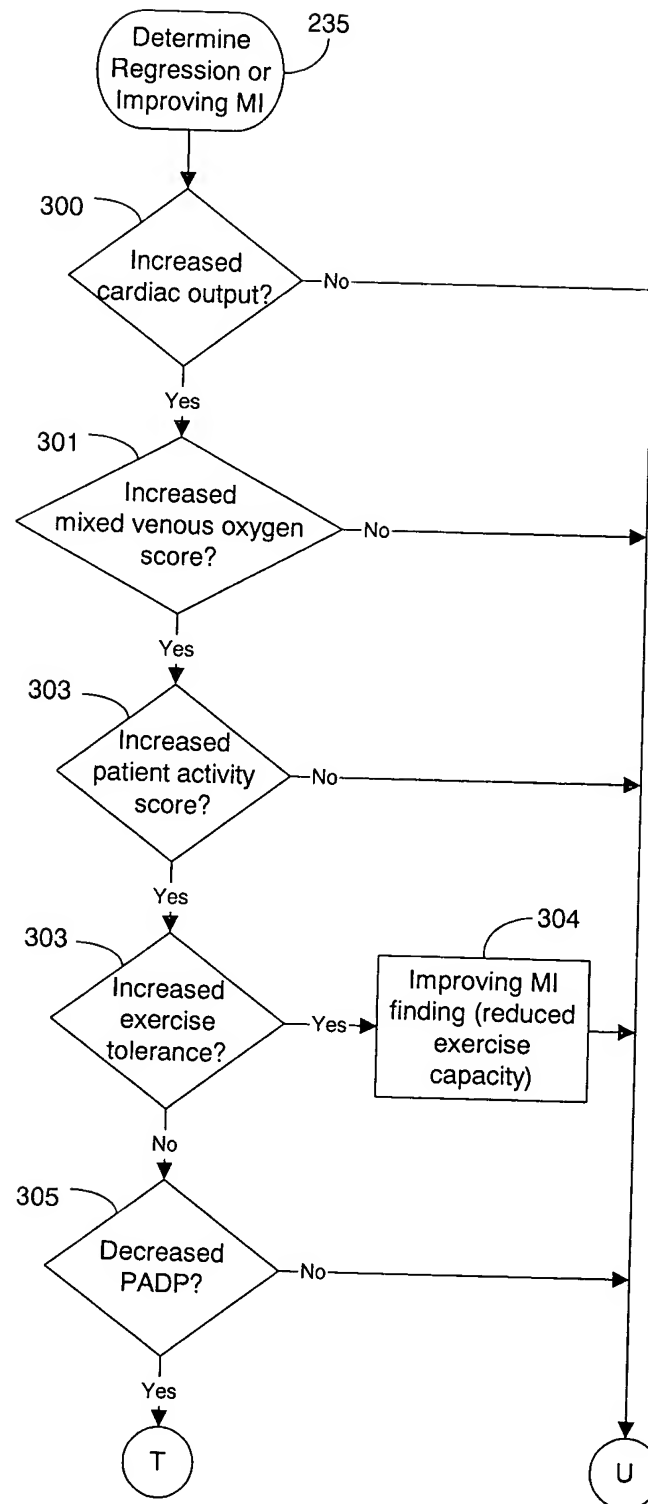 235
Determine
Regression or
Improving MI
300
Increased
cardiac output?
No
Yes
301
Increased
mixed venous oxygen
score?
No
Yes
303
Increased
patient activity
score?
No
Yes
303
Increased
exercise
tolerance?
Yes
304
Improving MI
finding (reduced
exercise
capacity)
No
305
Decreased
PADP?
No
Yes
T
U